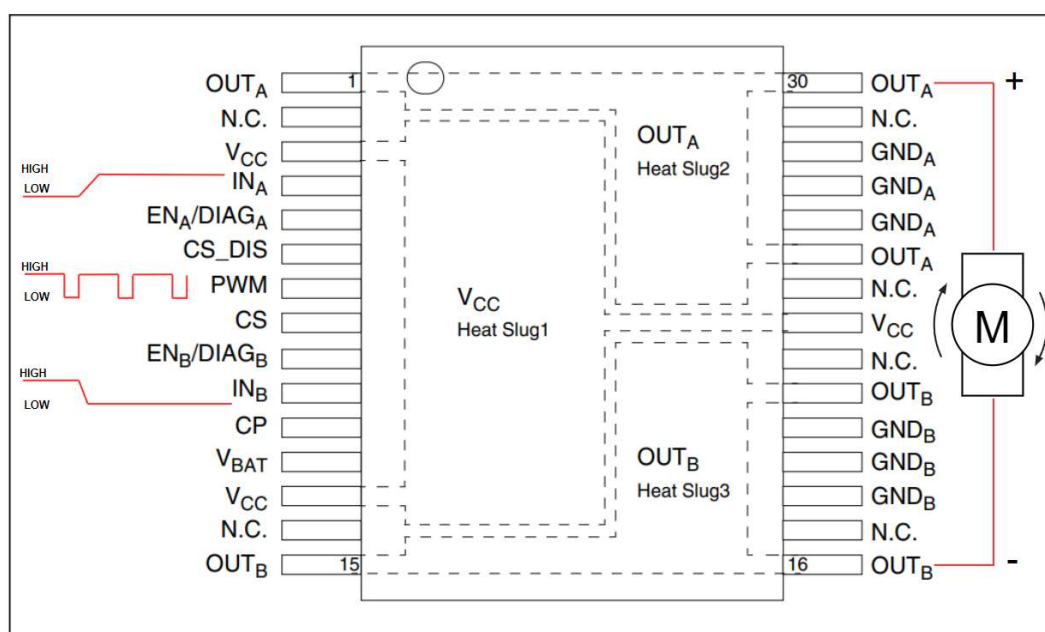 OUTA 1 30 OUTA +
N.C. N.C.
VCC OUTA GNDA
HIGH
LOW INA Heat Slug2 GNDA
ENA/DIAGA GNDA
CS_DIS OUTA
HIGH
LOW PWM N.C.
CS VCC VCC
Heat Slug1 M
ENB/DIAGB N.C.
HIGH
LOW INB OUTB
CP GNDB
VBAT OUTB GNDB
VCC Heat Slug3 GNDB
N.C. N.C.
OUTB 15 16 OUTB -